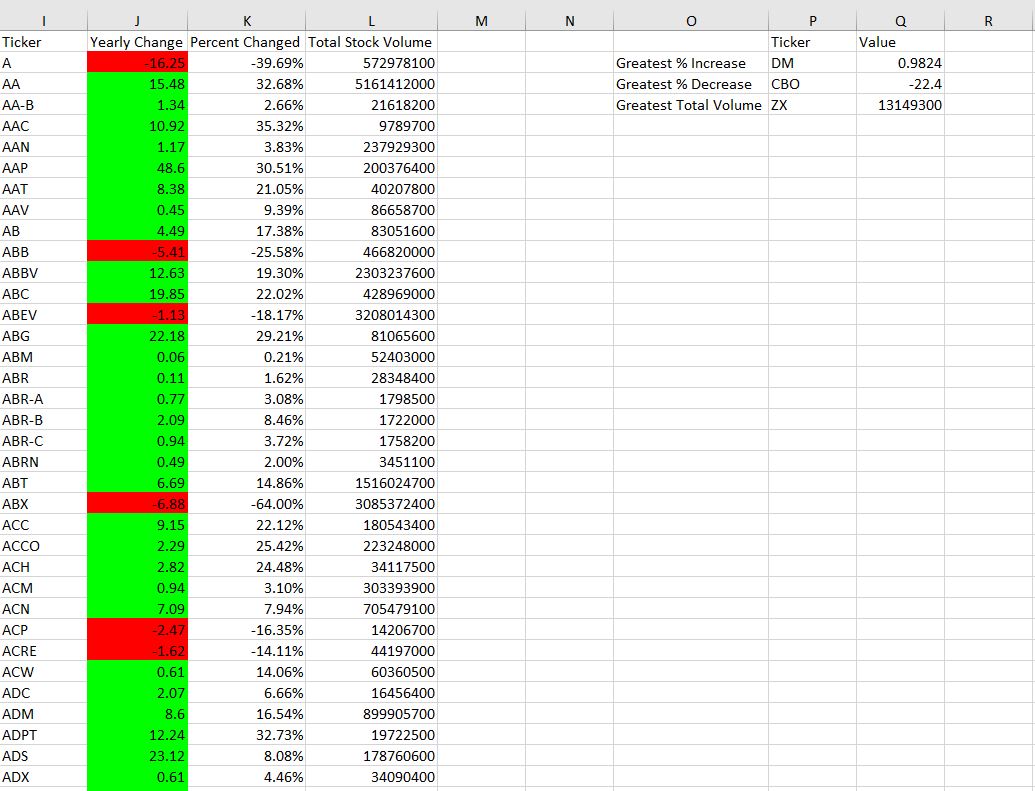 I J K L M N O P Q R
Ticker Yearly Change Percent Changed Total Stock Volume Ticker Value
A -16.25 -39.69% 572978100 Greatest % Increase DM 0.9824
AA 15.48 32.68% 5161412000 Greatest % Decrease CBO -22.4
AA-B 1.34 2.66% 21618200 Greatest Total Volume ZX 13149300
AAC 10.92 35.32% 9789700
AAN 1.17 3.83% 237929300
AAP 48.6 30.51% 200376400
AAT 8.38 21.05% 40207800
AAV 0.45 9.39% 86658700
AB 4.49 17.38% 83051600
ABB -5.41 -25.58% 466820000
ABBV 12.63 19.30% 2303237600
ABC 19.85 22.02% 428969000
ABEV -1.13 -18.17% 3208014300
ABG 22.18 29.21% 81065600
ABM 0.06 0.21% 52403000
ABR 0.11 1.62% 28348400
ABR-A 0.77 3.08% 1798500
ABR-B 2.09 8.46% 1722000
ABR-C 0.94 3.72% 1758200
ABRN 0.49 2.00% 3451100
ABT 6.69 14.86% 1516024700
ABX -6.88 -64.00% 3085372400
ACC 9.15 22.12% 180543400
ACCO 2.29 25.42% 223248000
ACH 2.82 24.48% 34117500
ACM 0.94 3.10% 303393900
ACN 7.09 7.94% 705479100
ACP -2.47 -16.35% 14206700
ACRE -1.62 -14.11% 44197000
ACW 0.61 14.06% 60360500
ADC 2.07 6.66% 16456400
ADM 8.6 16.54% 899905700
ADPT 12.24 32.73% 19722500
ADS 23.12 8.08% 178760600
ADX 0.61 4.46% 34090400